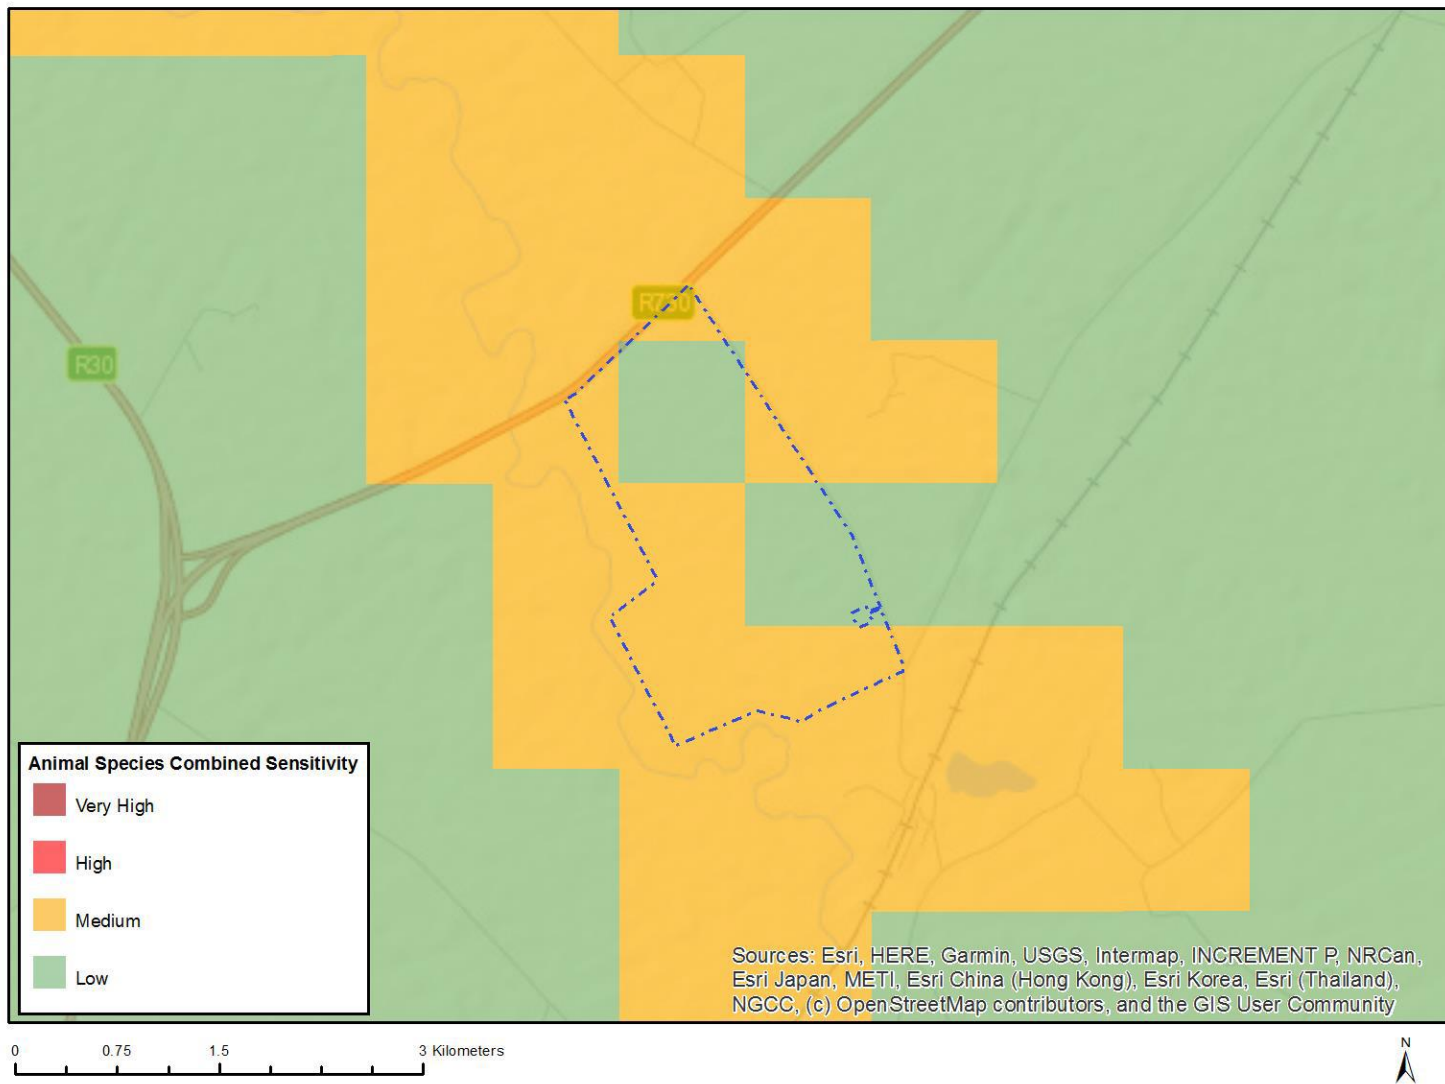 R730
R30
Animal Species Combined Sensitivity
Very High
High
Medium
Low
Sources: Esri, HERE, Garmin, USGS, Intermap, INCREMENT P, NRCan,
Esri Japan, METI, Esri China (Hong Kong), Esri Korea, Esri (Thailand),
NGCC, (c) OpenStreetMap contributors, and the GIS User Community
0 0.75 1.5 3 Kilometers
N